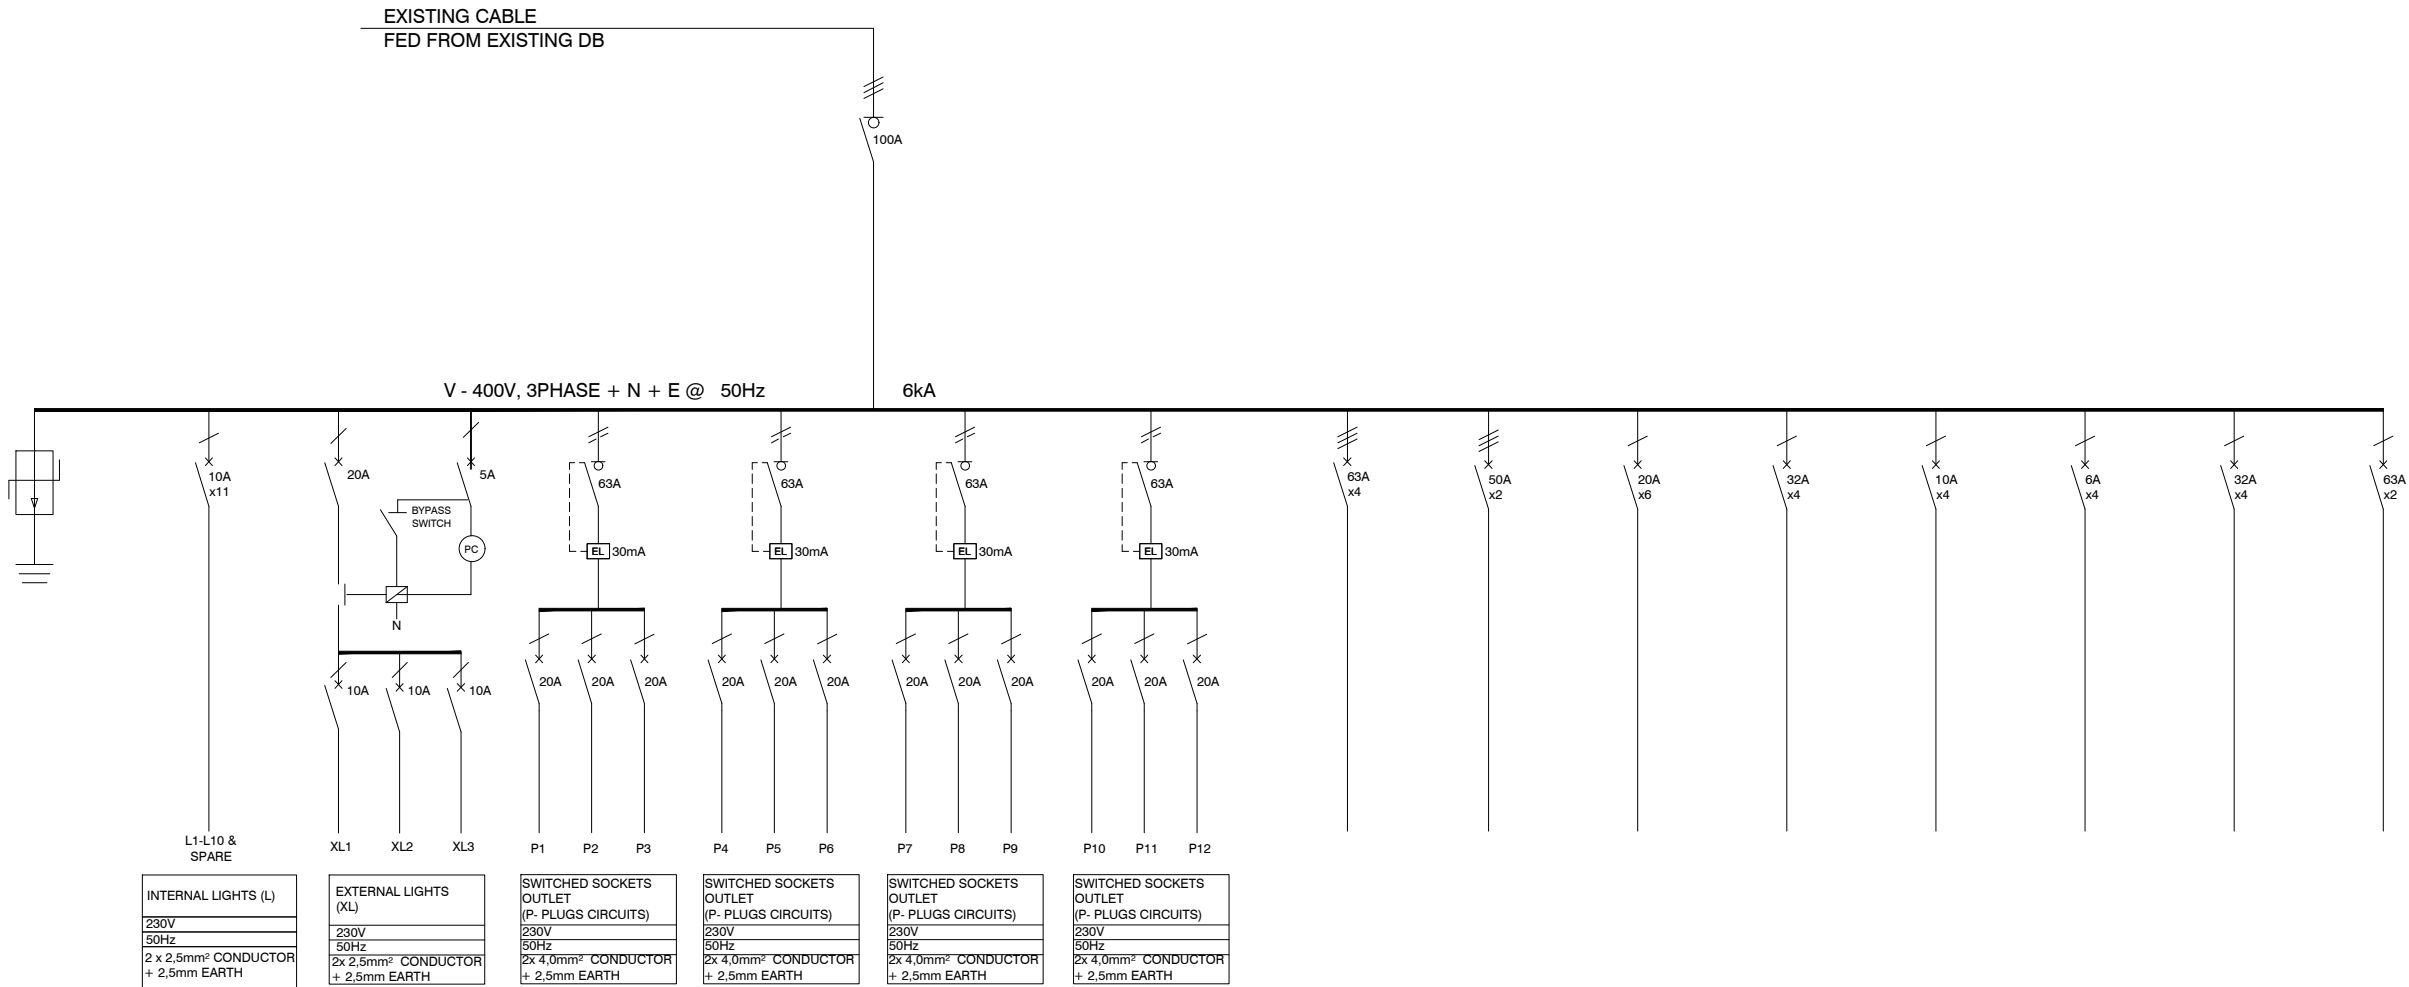 EXISTING CABLE
FED FROM EXISTING DB
100A
V - 400V, 3PHASE + N + E @ 50Hz
6kA
10A
x11
20A
5A
BYPASS
SWITCH
PC
N
10A
10A
10A
63A
EL
30mA
20A
20A
20A
63A
EL
30mA
20A
20A
20A
63A
EL
30mA
20A
20A
20A
63A
EL
30mA
20A
20A
20A
63A
x4
50A
x2
20A
x6
32A
x4
10A
x4
6A
x4
32A
x4
63A
x2
L1-L10 &
SPARE
XL1
XL2
XL3
P1
P2
P3
P4
P5
P6
P7
P8
P9
P10
P11
P12
INTERNAL LIGHTS (L)
230V
50Hz
2 x 2,5mm² CONDUCTOR
+ 2,5mm EARTH
EXTERNAL LIGHTS
(XL)
230V
50Hz
2x 2,5mm² CONDUCTOR
+ 2,5mm EARTH
SWITCHED SOCKETS
OUTLET
(P- PLUGS CIRCUITS)
230V
50Hz
2x 4,0mm² CONDUCTOR
+ 2,5mm EARTH
SWITCHED SOCKETS
OUTLET
(P- PLUGS CIRCUITS)
230V
50Hz
2x 4,0mm² CONDUCTOR
+ 2,5mm EARTH
SWITCHED SOCKETS
OUTLET
(P- PLUGS CIRCUITS)
230V
50Hz
2x 4,0mm² CONDUCTOR
+ 2,5mm EARTH
SWITCHED SOCKETS
OUTLET
(P- PLUGS CIRCUITS)
230V
50Hz
2x 4,0mm² CONDUCTOR
+ 2,5mm EARTH